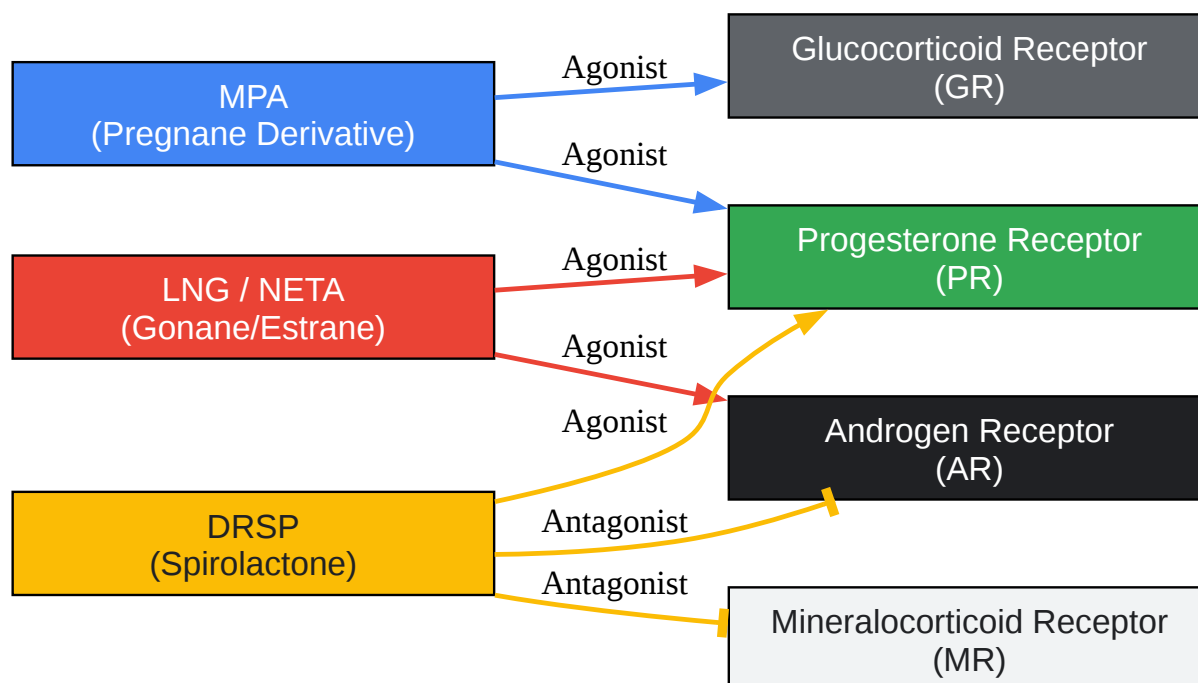 Agonist
Glucocorticoid Receptor
(GR)
MPA
(Pregnane Derivative)
Agonist
Progesterone Receptor
(PR)
Agonist
LNG / NETA
(Gonane/Estrane)
Agonist
Androgen Receptor
(AR)
Agonist
DRSP
(Spirolactone)
Antagonist
Antagonist
Mineralocorticoid Receptor
(MR)